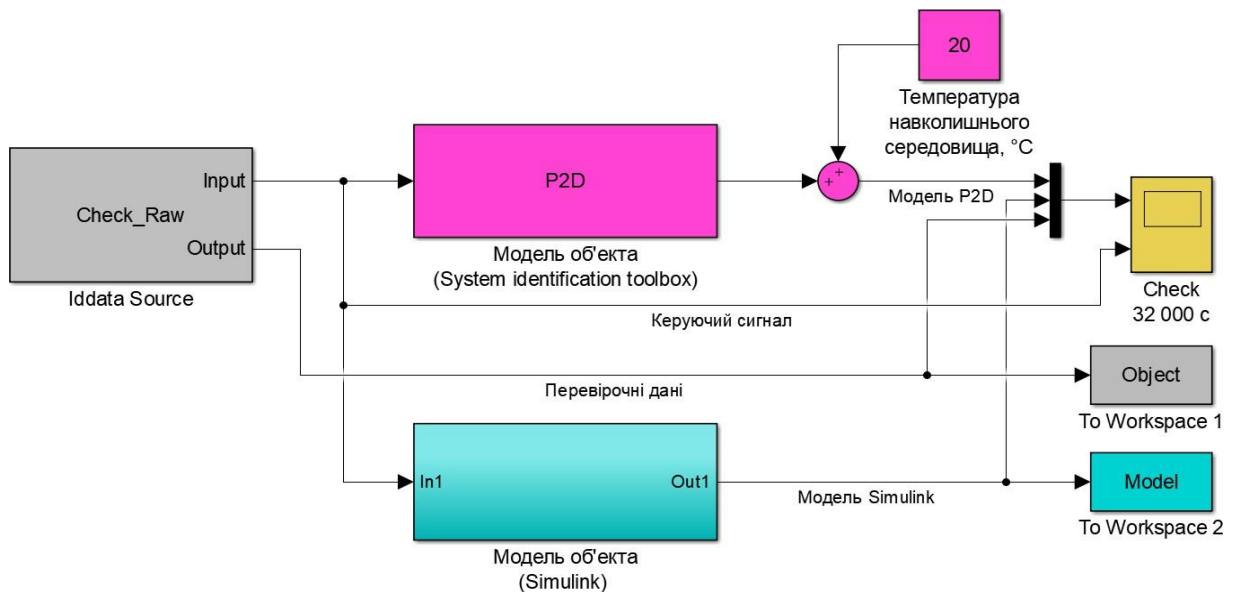 20
Температура
навколишнього
середовища, °C
Input
Check_Raw
Output
Iddata Source
P2D
Модель об'екта
(System identification toolbox)
+
+
Модель P2D
Check
32 000 с
Керуючий сигнал
Перевірочні дані
Object
To Workspace 1
In1
Out1
Модель об'екта
(Simulink)
Модель Simulink
Model
To Workspace 2